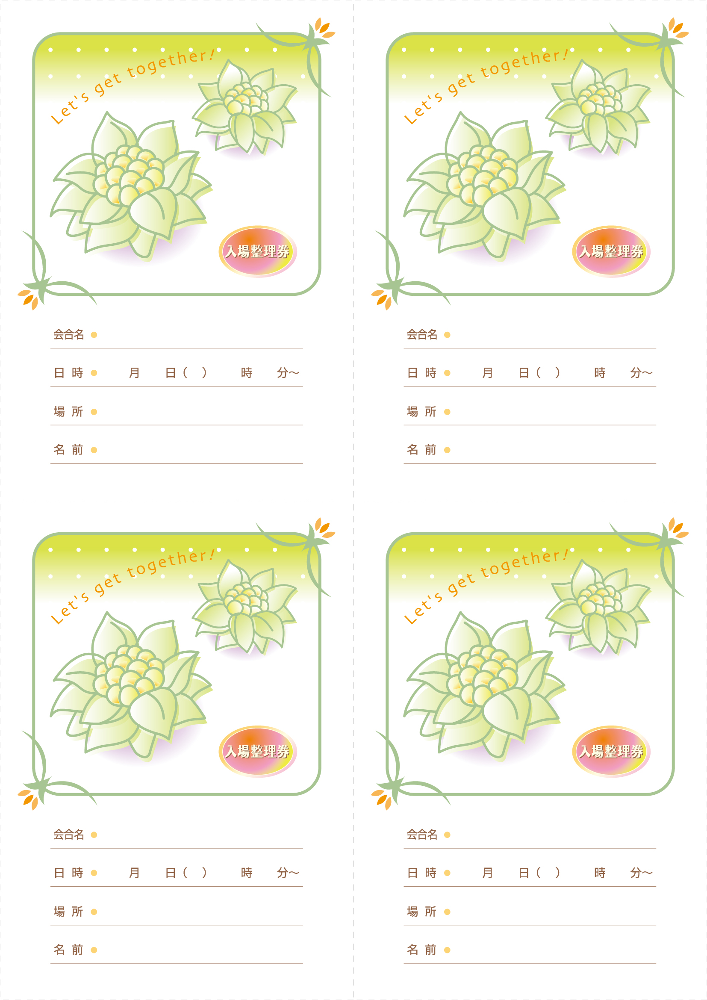 Let's get together!
入場整理券
会合名 ●
日 時 ● 月 日( ) 時 分〜
場 所 ●
名 前 ●
Let's get together!
入場整理券
会合名 ●
日 時 ● 月 日( ) 時 分〜
場 所 ●
名 前 ●
Let's get together!
入場整理券
会合名 ●
日 時 ● 月 日( ) 時 分〜
場 所 ●
名 前 ●
Let's get together!
入場整理券
会合名 ●
日 時 ● 月 日( ) 時 分〜
場 所 ●
名 前 ●